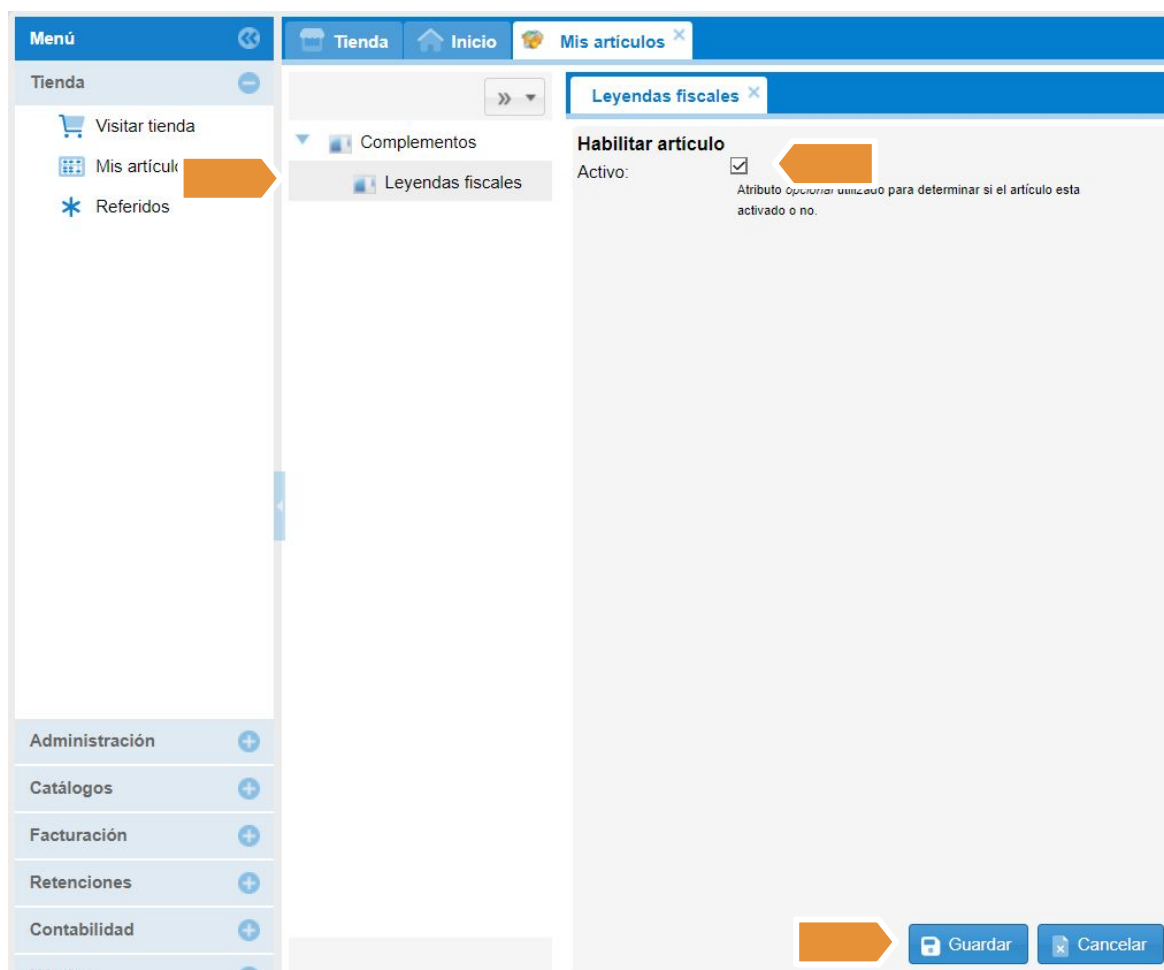 Menú
Tienda
Visitar tienda
Mis artícul
Referidos
Administración
Catálogos
Facturación
Retenciones
Contabilidad
Tienda Inicio Mis artículos
Complementos
Leyendas fiscales
Leyendas fiscales
Habilitar artículo
Activo:
Atributo opcional utilizado para determinar si el artículo esta
activado o no.
Guardar Cancelar